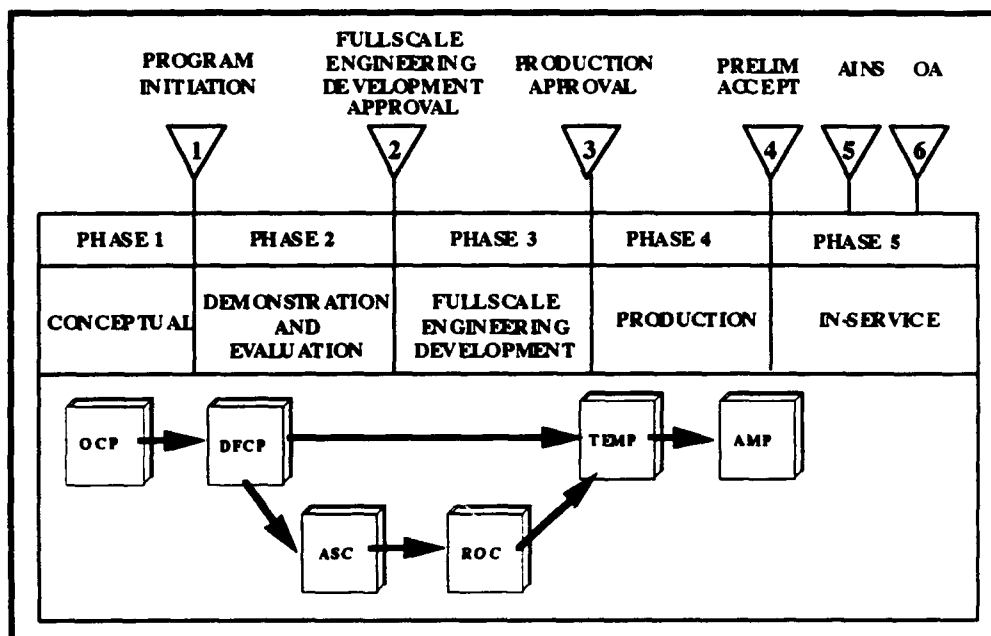 PROGRAM
INITIATION
FULLSCALE
ENGINEERING
DEVELOPMENT
APPROVAL
PRODUCTION
APPROVAL
PRELIM
ACCEPT
AINS
OA
1
2
3
4
5
6
PHASE 1
PHASE 2
PHASE 3
PHASE 4
PHASE 5
CONCEPTUAL
DEMONSTRATION
AND
EVALUATION
FULLSCALE
ENGINEERING
DEVELOPMENT
PRODUCTION
IN-SERVICE
OCP
DFCP
TEMP
AMP
ASC
ROC